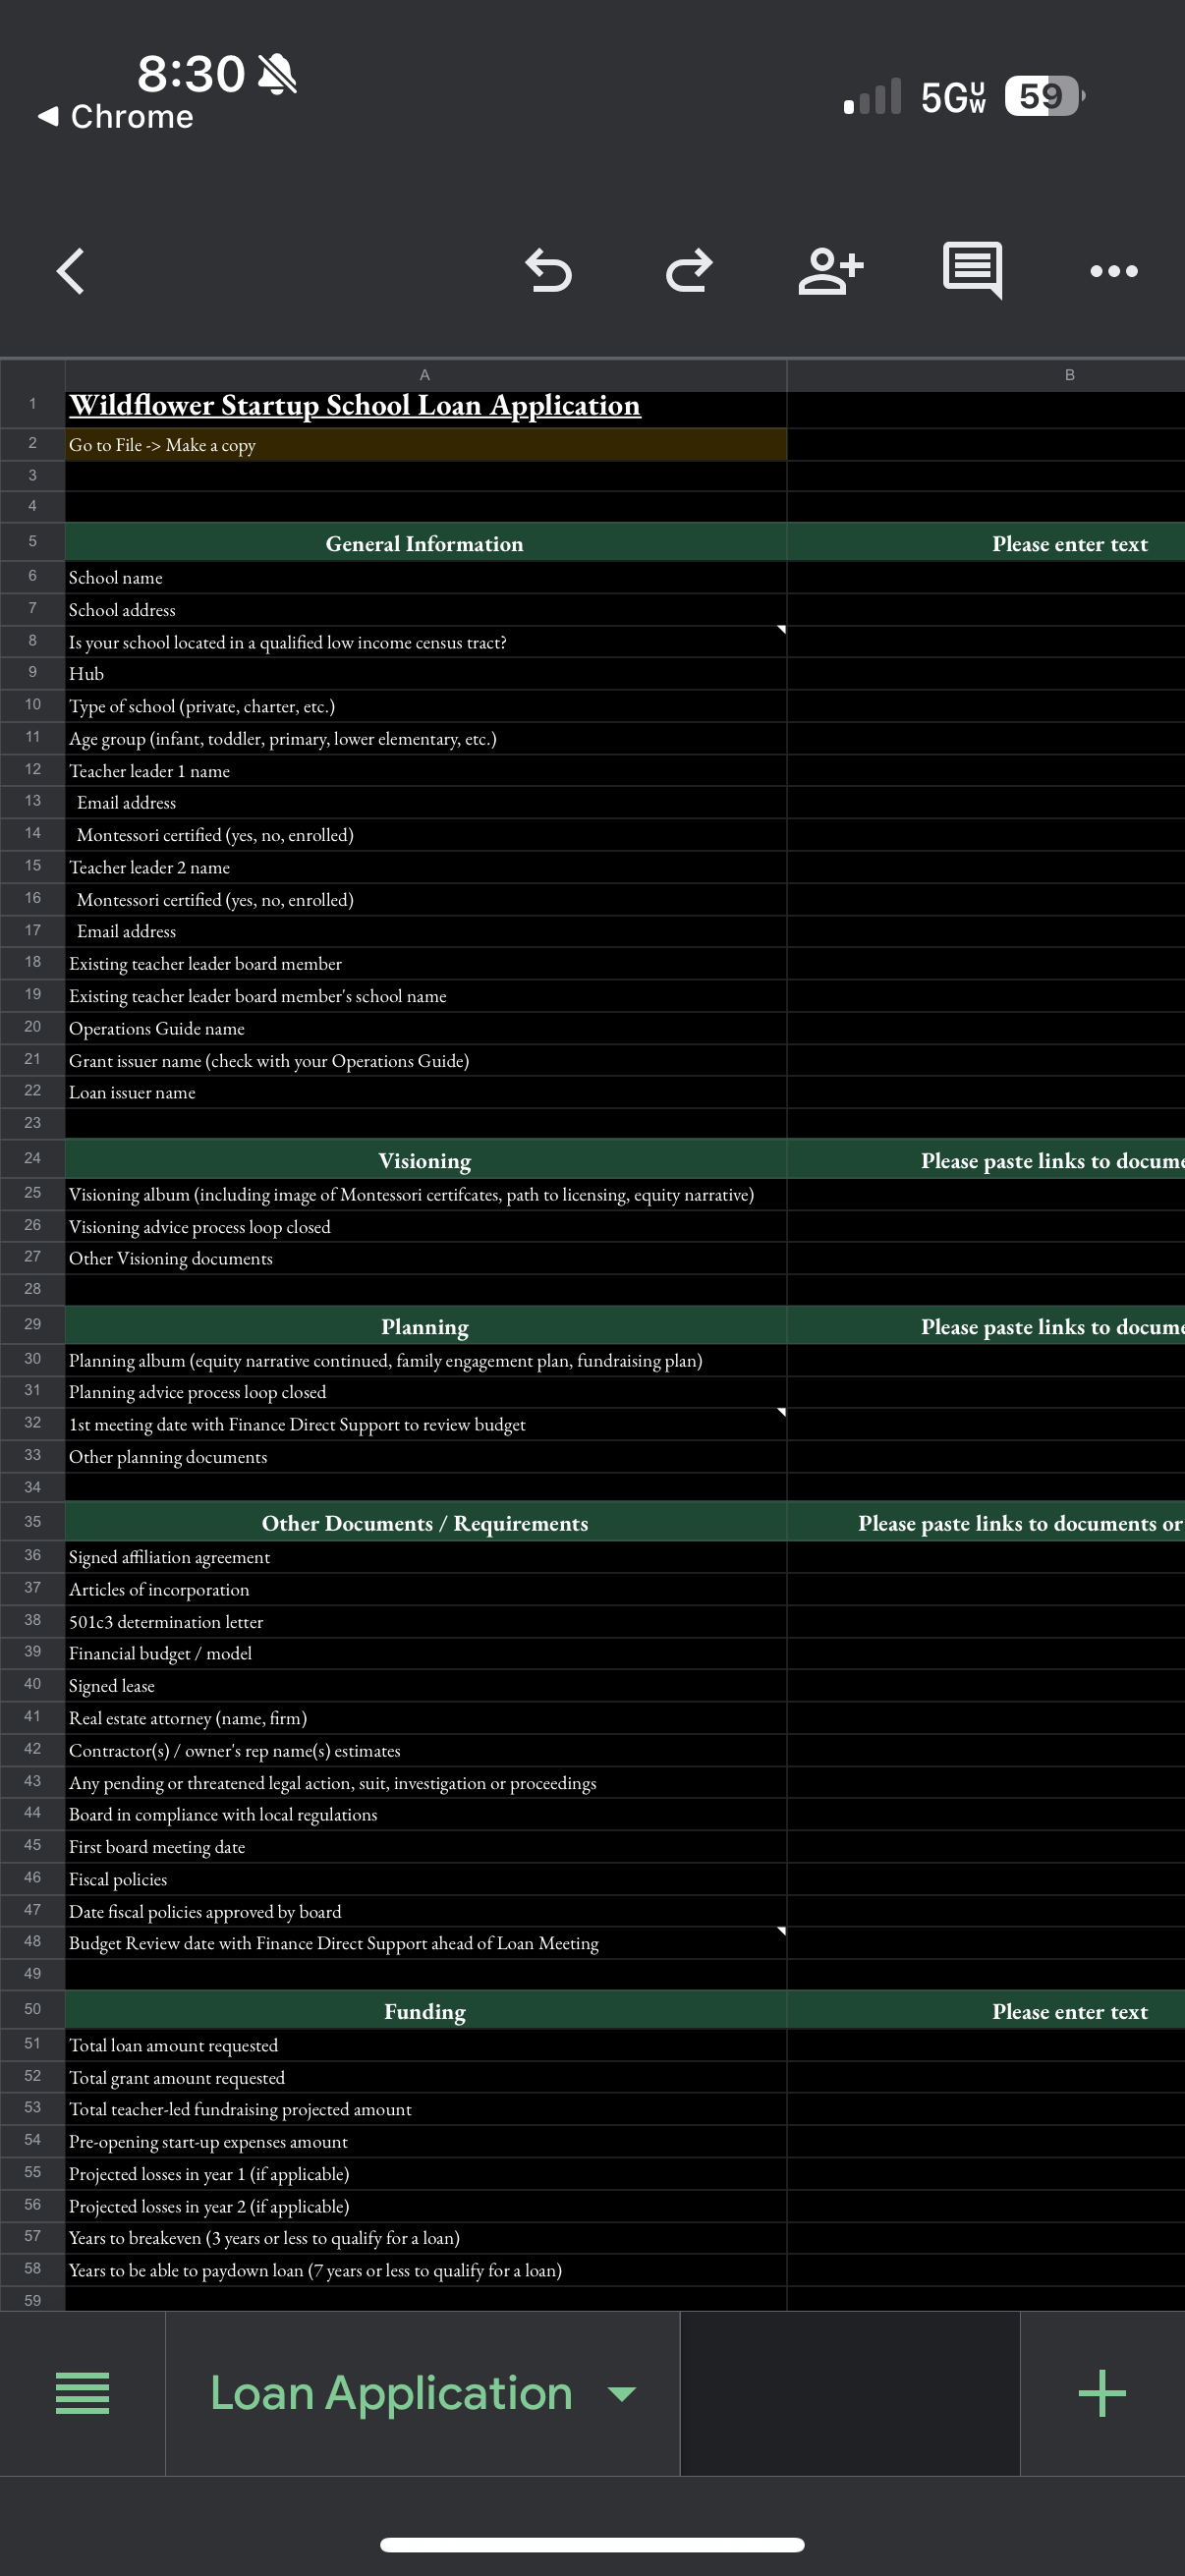 8:30
Chrome
5GUW
59
A B
1 Wildflower Startup School Loan Application
2 Go to File -> Make a copy
3
4
5 General Information Please enter text
6 School name
7 School address
8 Is your school located in a qualified low income census tract?
9 Hub
10 Type of school (private, charter, etc.)
11 Age group (infant, toddler, primary, lower elementary, etc.)
12 Teacher leader 1 name
13 Email address
14 Montessori certified (yes, no, enrolled)
15 Teacher leader 2 name
16 Montessori certified (yes, no, enrolled)
17 Email address
18 Existing teacher leader board member
19 Existing teacher leader board member's school name
20 Operations Guide name
21 Grant issuer name (check with your Operations Guide)
22 Loan issuer name
23
24 Visioning Please paste links to docume
25 Visioning album (including image of Montessori certifcates, path to licensing, equity narrative)
26 Visioning advice process loop closed
27 Other Visioning documents
28
29 Planning Please paste links to docume
30 Planning album (equity narrative continued, family engagement plan, fundraising plan)
31 Planning advice process loop closed
32 1st meeting date with Finance Direct Support to review budget
33 Other planning documents
34
35 Other Documents / Requirements Please paste links to documents or
36 Signed affiliation agreement
37 Articles of incorporation
38 501c3 determination letter
39 Financial budget / model
40 Signed lease
41 Real estate attorney (name, firm)
42 Contractor(s) / owner's rep name(s) estimates
43 Any pending or threatened legal action, suit, investigation or proceedings
44 Board in compliance with local regulations
45 First board meeting date
46 Fiscal policies
47 Date fiscal policies approved by board
48 Budget Review date with Finance Direct Support ahead of Loan Meeting
49
50 Funding Please enter text
51 Total loan amount requested
52 Total grant amount requested
53 Total teacher-led fundraising projected amount
54 Pre-opening start-up expenses amount
55 Projected losses in year 1 (if applicable)
56 Projected losses in year 2 (if applicable)
57 Years to breakeven (3 years or less to qualify for a loan)
58 Years to be able to paydown loan (7 years or less to qualify for a loan)
59
Loan Application